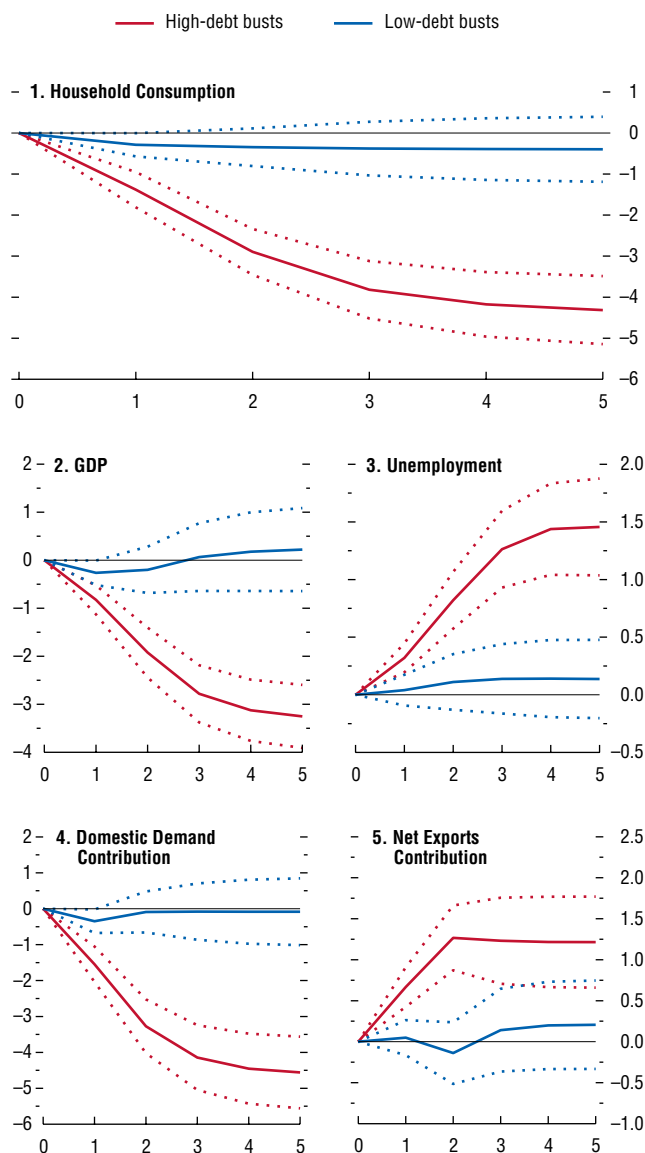 High-debt busts
Low-debt busts
1. Household Consumption
1
0
–1
–2
–3
–4
–5
–6
0 1 2 3 4 5
2. GDP
2
1
0
–1
–2
–3
–4
0 1 2 3 4 5
3. Unemployment
2.0
1.5
1.0
0.5
0.0
–0.5
0 1 2 3 4 5
4. Domestic Demand
Contribution
2
1
0
–1
–2
–3
–4
–5
–6
0 1 2 3 4 5
5. Net Exports
Contribution
2.5
2.0
1.5
1.0
0.5
0.0
–0.5
–1.0
0 1 2 3 4 5